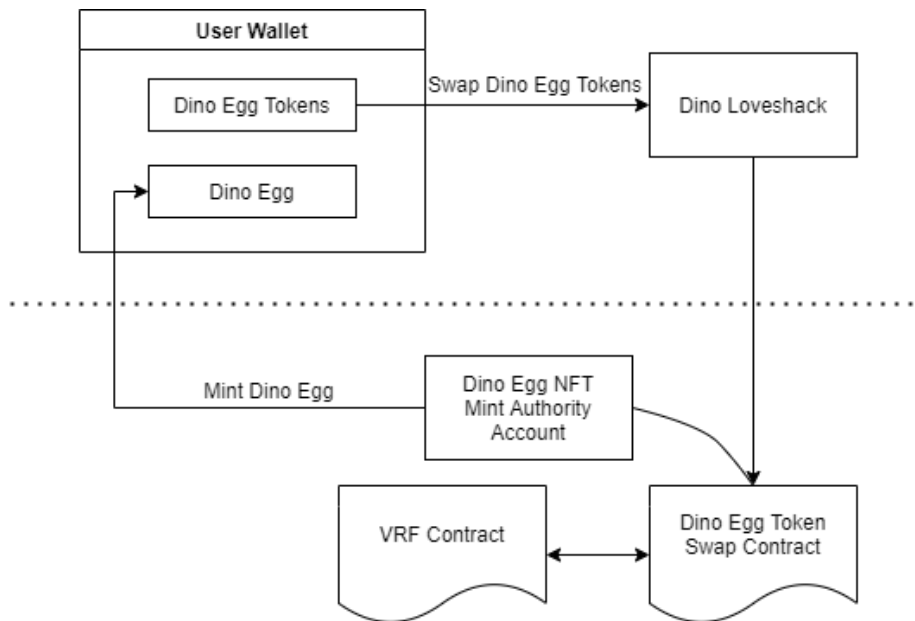 User Wallet
Dino Egg Tokens
Swap Dino Egg Tokens
Dino Loveshack
Dino Egg
Mint Dino Egg
Dino Egg NFT
Mint Authority
Account
VRF Contract
Dino Egg Token
Swap Contract